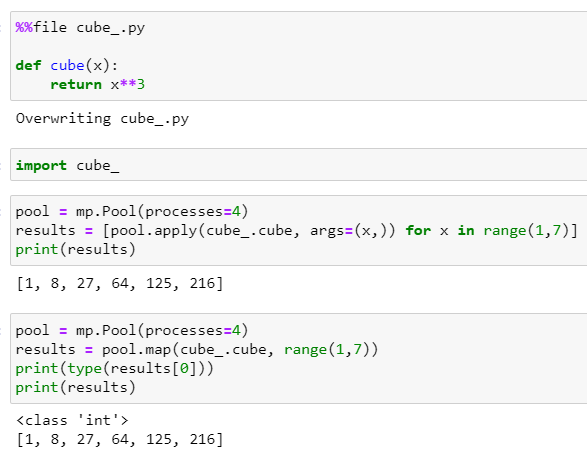 %%file cube_.py
def cube(x):
    return x**3
Overwriting cube_.py
import cube_
pool = mp.Pool(processes=4)
results = [pool.apply(cube_.cube, args=(x,)) for x in range(1,7)]
print(results)
[1, 8, 27, 64, 125, 216]
pool = mp.Pool(processes=4)
results = pool.map(cube_.cube, range(1,7))
print(type(results[0]))
print(results)
<class 'int'>
[1, 8, 27, 64, 125, 216]